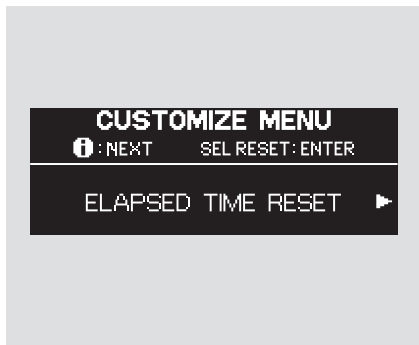 CUSTOMIZE MENU
i: NEXT SEL RESET: ENTER
ELAPSED TIME RESET ►